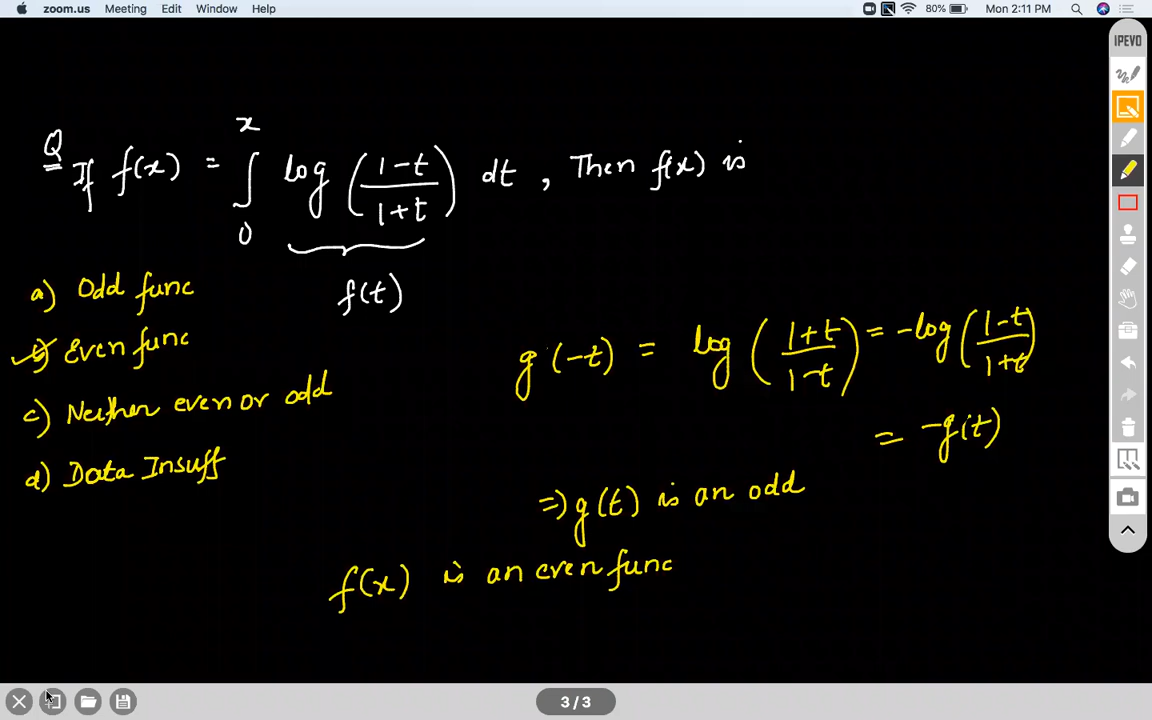 zoom.us Meeting Edit Window Help 80% Mon 2:11 PM
IPEVO
Q If f(x) = ∫₀ˣ log ((1-t)/(1+t)) dt, Then f(x) is
f(t)
a) Odd func
b) Even func
c) Neither even or odd
d) Data Insuff
g(-t) = log ((1+t)/(1-t)) = -log ((1-t)/(1+t))
= -g(t)
⇒ g(t) is an odd
f(x) is an even func
3 / 3